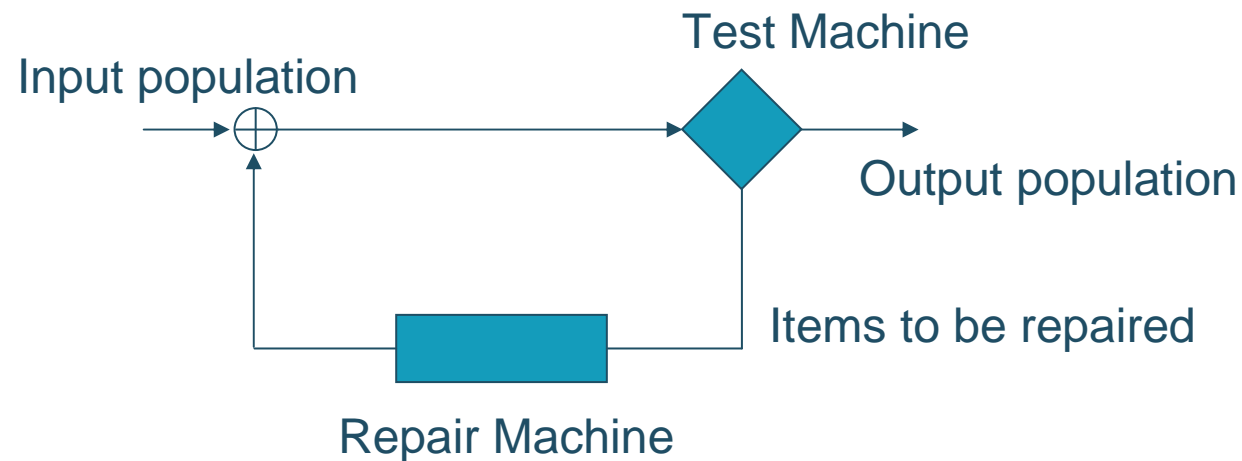 Test Machine
Input population
Output population
Items to be repaired
Repair Machine